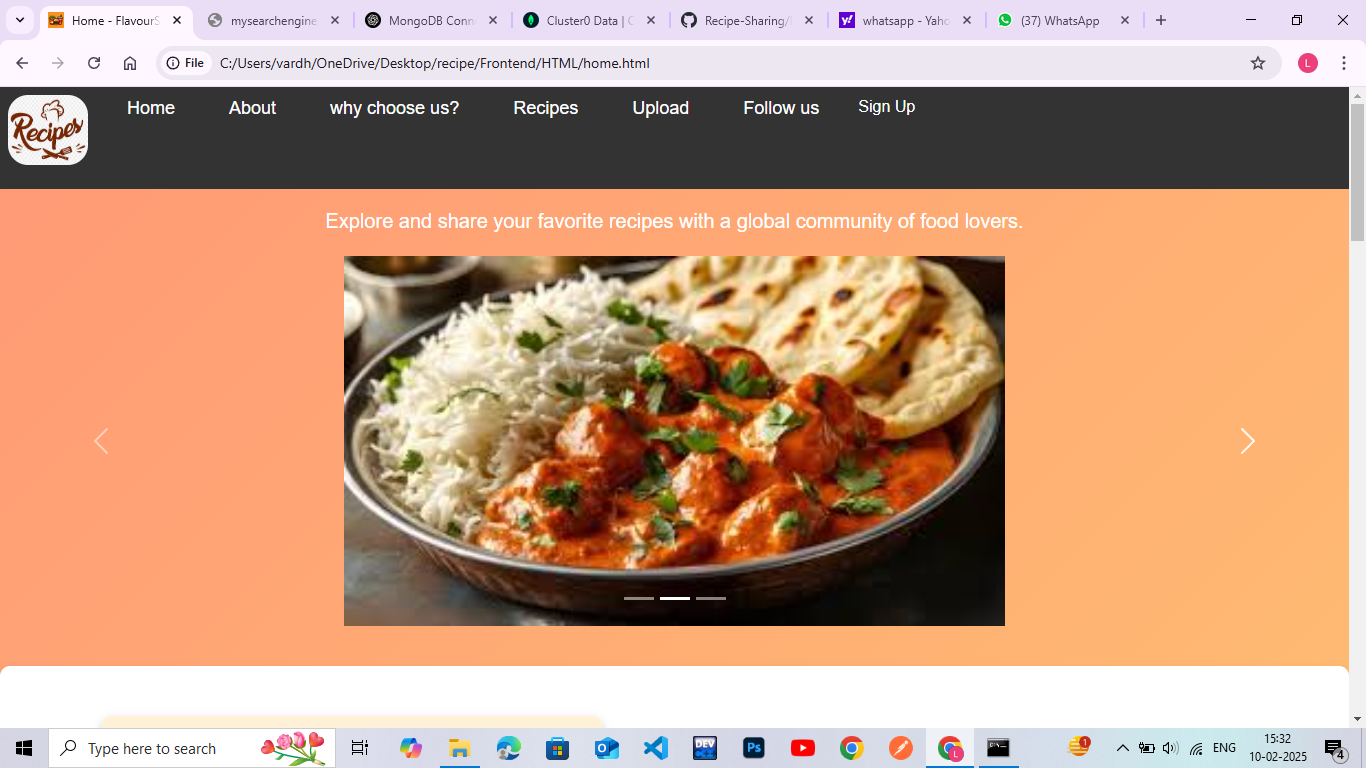 Home - FlavourS
mysearchengine
MongoDB Conn
Cluster0 Data | C
Recipe-Sharing/
whatsapp - Yaho
(37) WhatsApp
File
C:/Users/vardh/OneDrive/Desktop/recipe/Frontend/HTML/home.html
L
Recipes
Home
About
why choose us?
Recipes
Upload
Follow us
Sign Up
Explore and share your favorite recipes with a global community of food lovers.
Type here to search
DEV
Ps
L
1
ENG
15:32
10-02-2025
4